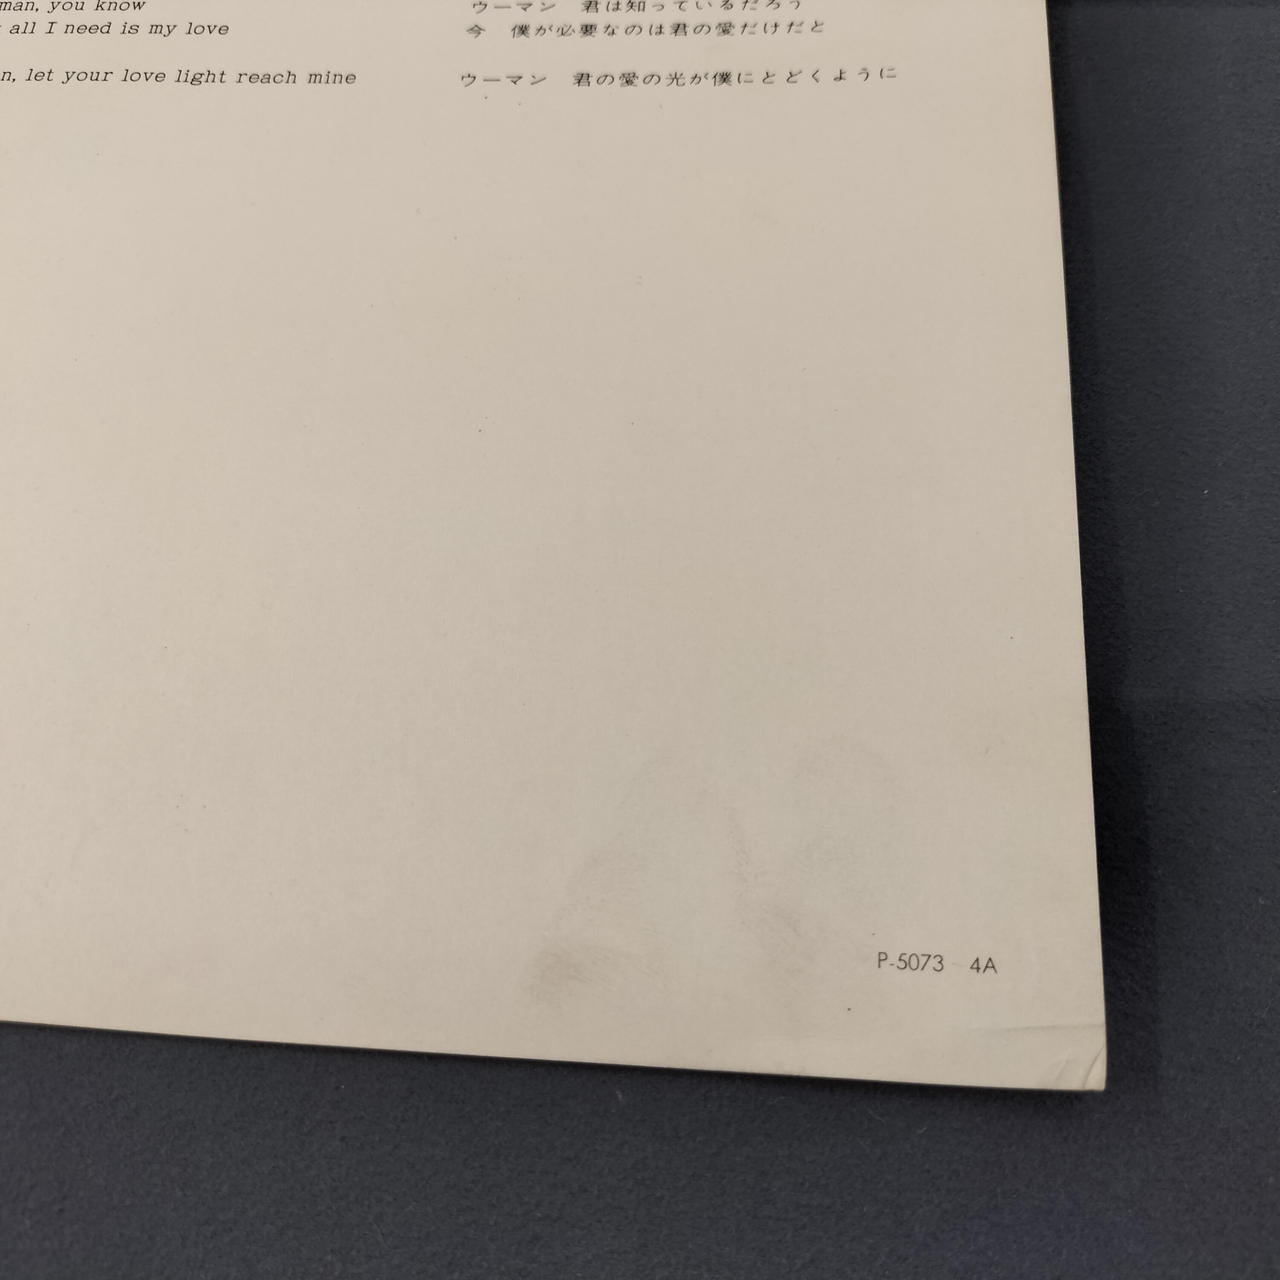 man, you know
all I need is my love
n, let your love light reach mine
ウーマン 君は知っているだろう
今 僕が必要なのは君の愛だけだと
ウーマン 君の愛の光が僕にとどくように
P-5073 4A